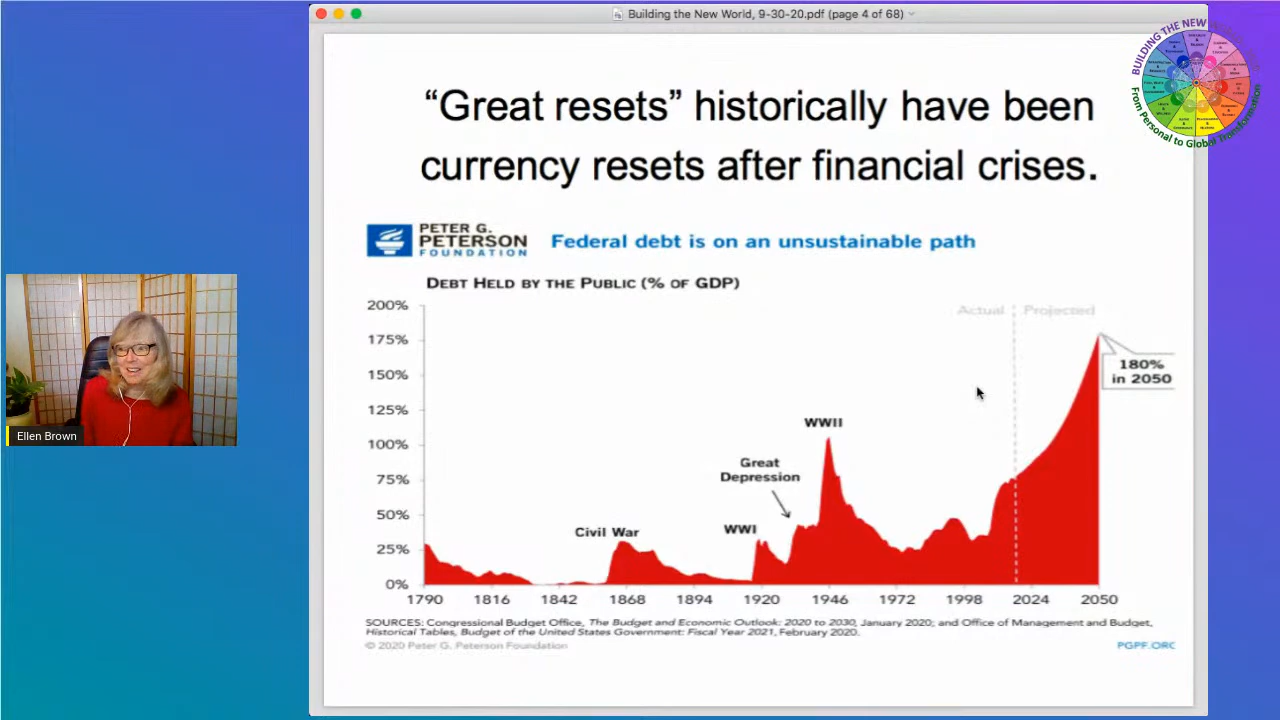 Building the New World, 9-30-20.pdf (page 4 of 68)
BUILDING THE NEW
From Personal to Global Transformation
“Great resets” historically have been
currency resets after financial crises.
PETER G.
PETERSON
FOUNDATION
Federal debt is on an unsustainable path
DEBT HELD BY THE PUBLIC (% OF GDP)
200%
175%
150%
125%
100%
75%
50%
25%
0%
Actual
Projected
180%
in 2050
WWII
Great
Depression
WWI
Civil War
1790 1816 1842 1868 1894 1920 1946 1972 1998 2024 2050
SOURCES: Congressional Budget Office, The Budget and Economic Outlook: 2020 to 2030, January 2020; and Office of Management and Budget,
Historical Tables, Budget of the United States Government: Fiscal Year 2021, February 2020.
© 2020 Peter G. Peterson Foundation
PGPF.ORG
Ellen Brown